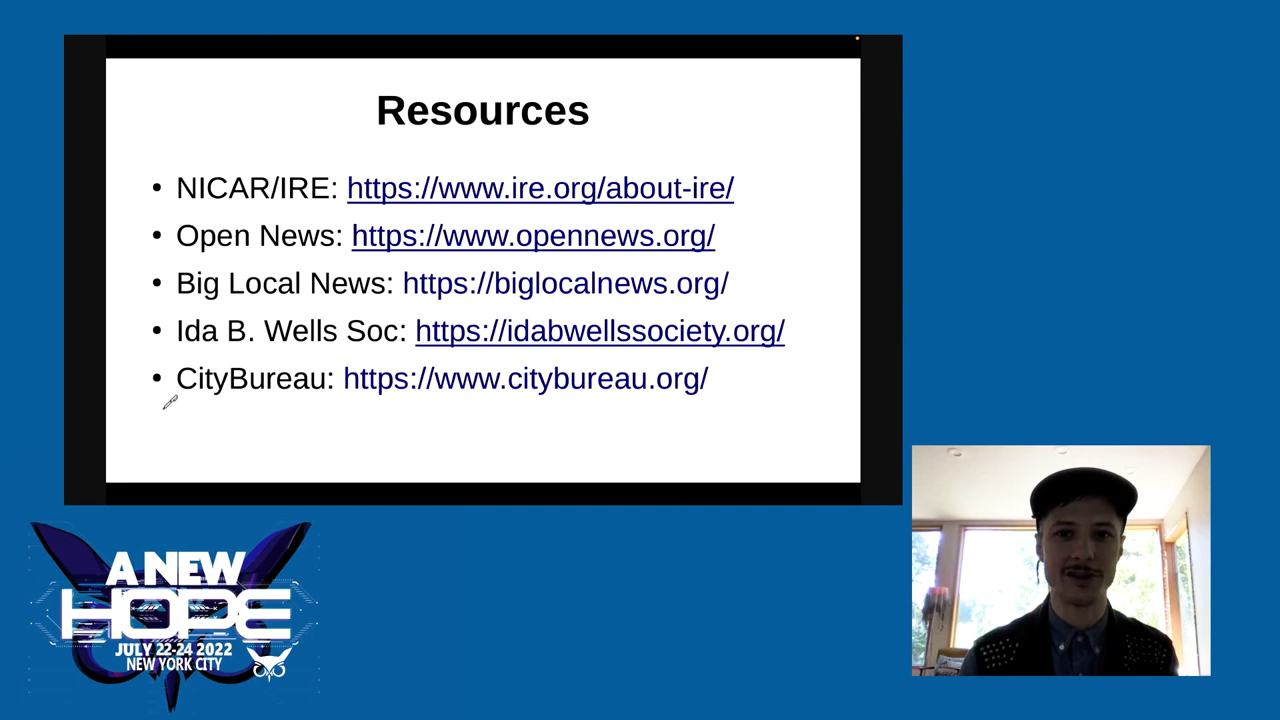 Resources
• NICAR/IRE: https://www.ire.org/about-ire/
• Open News: https://www.opennews.org/
• Big Local News: https://biglocalnews.org/
• Ida B. Wells Soc: https://idabwellssociety.org/
• CityBureau: https://www.citybureau.org/
A NEW
HOPE
JULY 22-24 2022
NEW YORK CITY